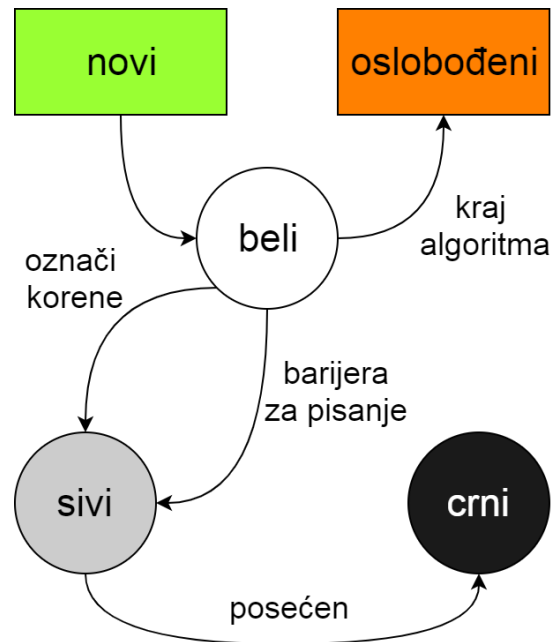 novi
oslobođeni
beli
kraj
algoritma
označi
korene
barijera
za pisanje
sivi
crni
posećen